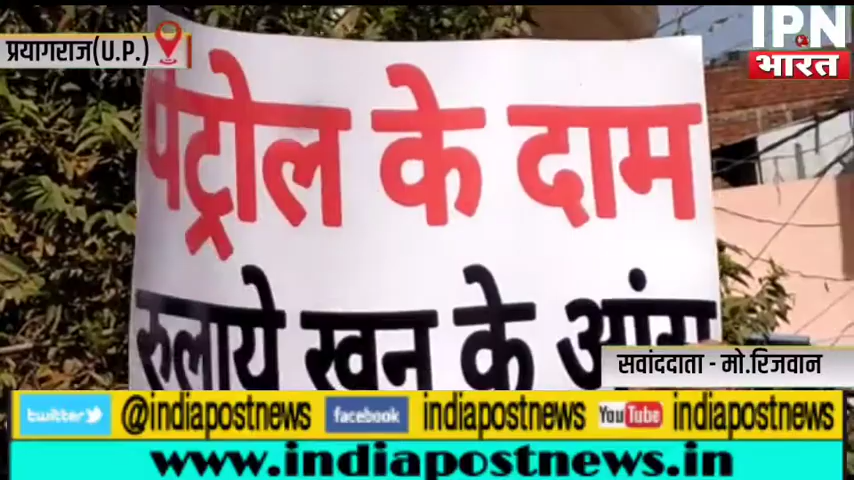 प्रयागराज(U.P.)
IPN
भारत
पेट्रोल के दाम
रुलाये खून के
सवांददाता - मो.रिजवान
twitter @indiapostnews facebook indiapostnews YouTube indiapostnews
www.indiapostnews.in